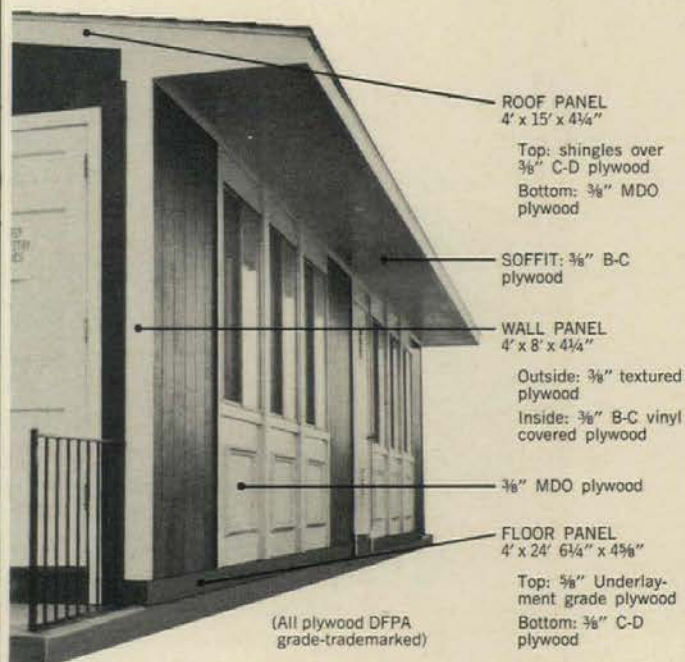 ROOF PANEL
4' x 15' x 4¼"
Top: shingles over
⅜" C-D plywood
Bottom: ⅜" MDO
plywood
SOFFIT: ⅜" B-C
plywood
WALL PANEL
4' x 8' x 4¼"
Outside: ⅜" textured
plywood
Inside: ⅜" B-C vinyl
covered plywood
⅜" MDO plywood
FLOOR PANEL
4' x 24' 6¼" x 4⅝"
Top: ⅝" Underlay-
ment grade plywood
Bottom: ⅜" C-D
plywood
(All plywood DFPA
grade-trademarked)